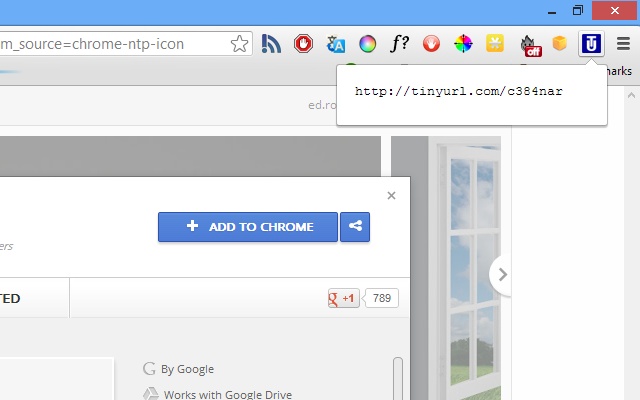 m_source=chrome-ntp-icon
f?
off
http://tinyurl.com/c384nar
marks
ed.ro
ADD TO CHROME
ers
TED
g +1
789
By Google
Works with Google Drive